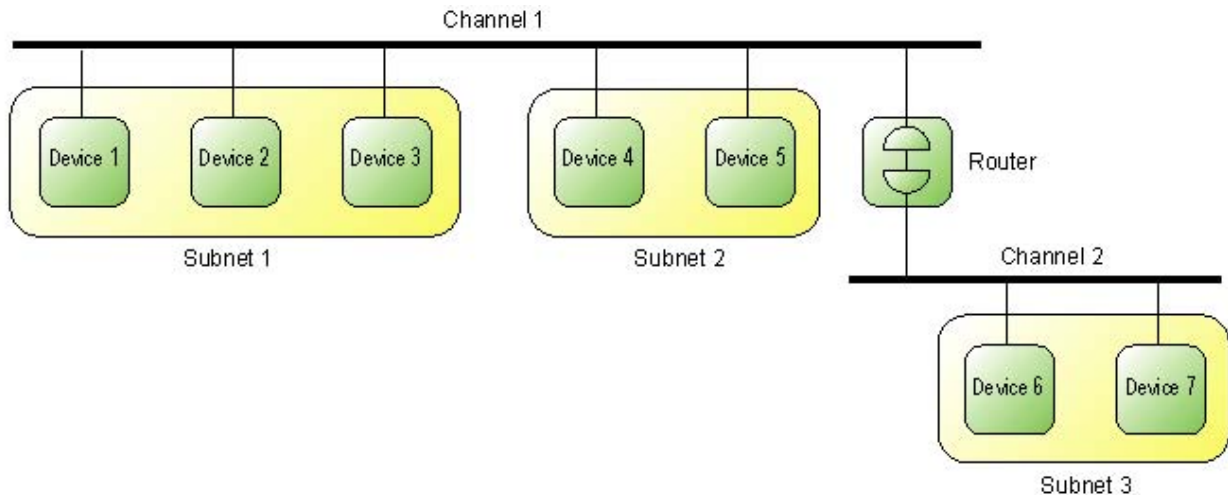 Channel 1
Device 1
Device 2
Device 3
Device 4
Device 5
Router
Subnet 1
Subnet 2
Channel 2
Device 6
Device 7
Subnet 3